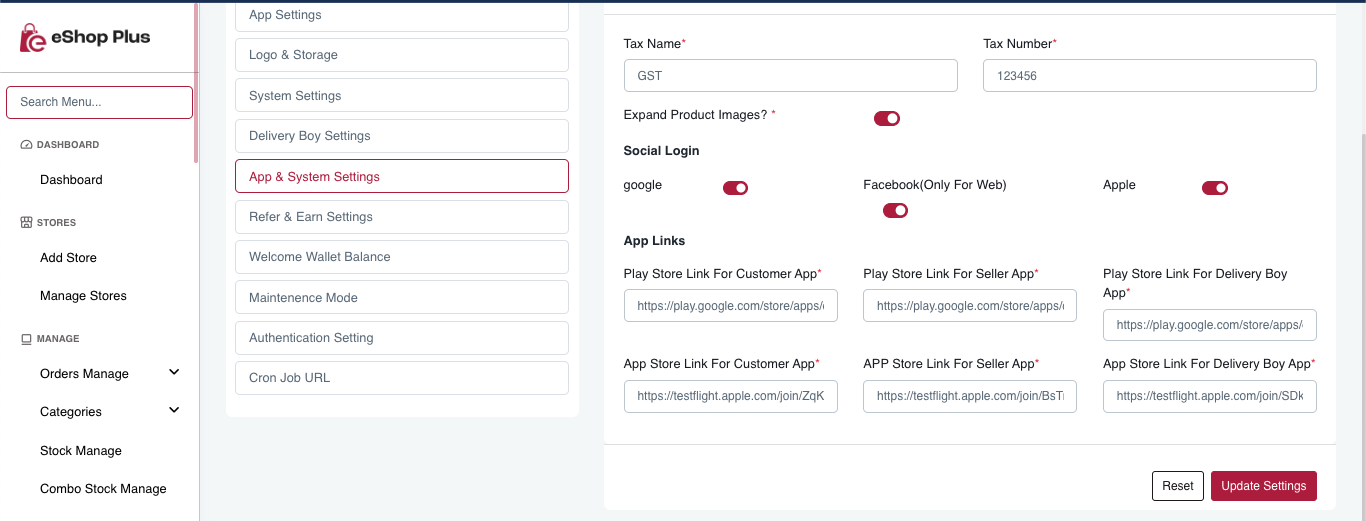 eShop Plus
Search Menu...
DASHBOARD
Dashboard
STORES
Add Store
Manage Stores
MANAGE
Orders Manage
Categories
Stock Manage
Combo Stock Manage
App Settings
Logo & Storage
System Settings
Delivery Boy Settings
App & System Settings
Refer & Earn Settings
Welcome Wallet Balance
Maintenence Mode
Authentication Setting
Cron Job URL
Tax Name*
Tax Number*
GST
123456
Expand Product Images? *
Social Login
google
Facebook(Only For Web)
Apple
App Links
Play Store Link For Customer App*
Play Store Link For Seller App*
Play Store Link For Delivery Boy
App*
https://play.google.com/store/apps/
https://play.google.com/store/apps/
https://play.google.com/store/apps/
App Store Link For Customer App*
APP Store Link For Seller App*
App Store Link For Delivery Boy App*
https://testflight.apple.com/join/ZqK
https://testflight.apple.com/join/BsT
https://testflight.apple.com/join/SDk
Reset
Update Settings